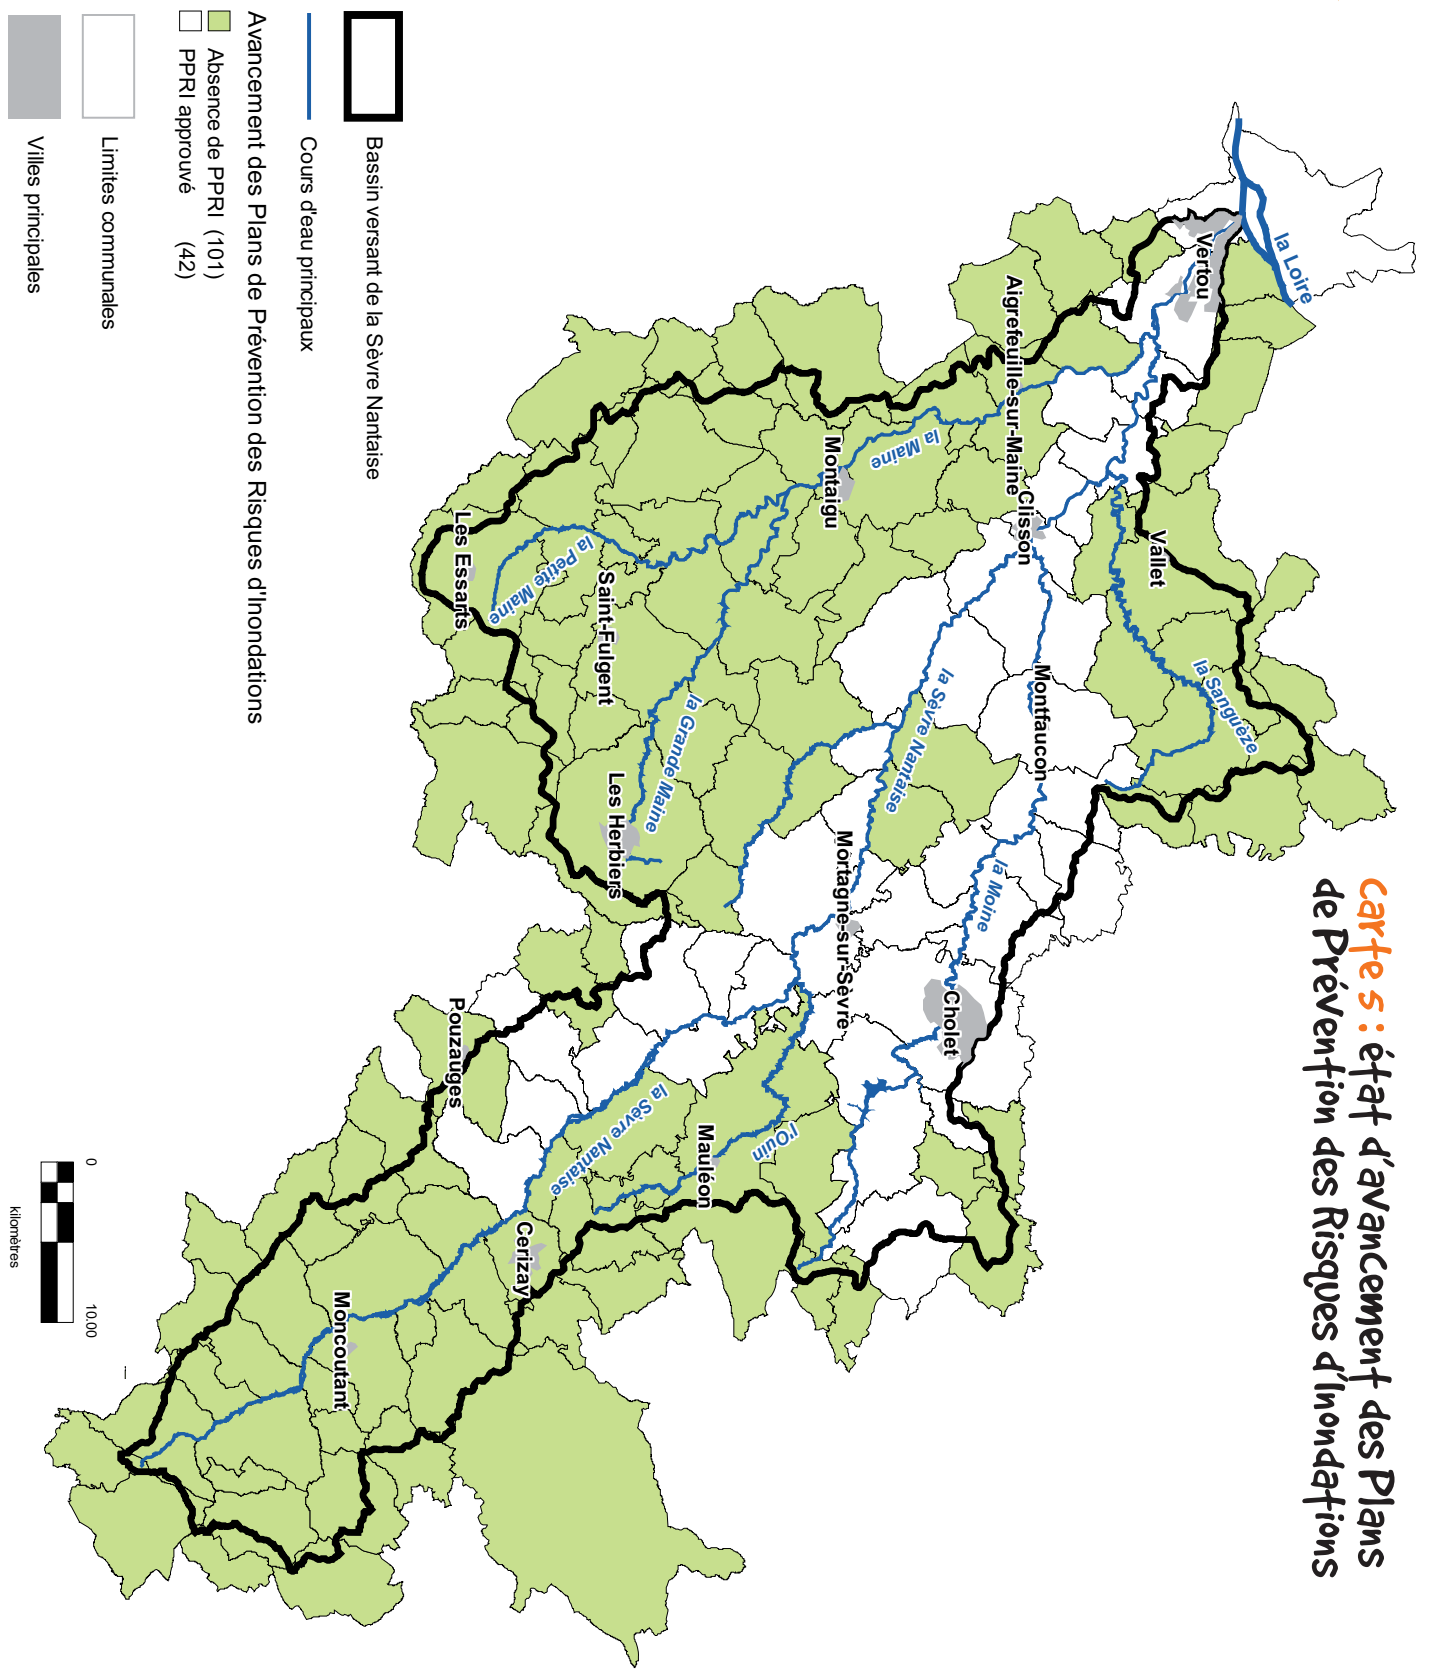 Carte 5 : état d'avancement des Plans
de Prévention des Risques d'Inondations
la Loire
Vertou
Aigrefeuille-sur-Maine
Clisson
Vallet
la Sanguèze
la Maine
Montaigu
Montfaucon
la Sèvre Nantaise
la Moine
Les Essarts
la Petite Maine
Saint-Fulgent
la Grande Maine
Les Herbiers
Mortagne-sur-Sèvre
Cholet
Pouzauges
la Sèvre Nantaise
Mauléon
l'Ouin
Cerizay
Moncoutant
Bassin versant de la Sèvre Nantaise
Cours d'eau principaux
Avancement des Plans de Prévention des Risques d'Inondations
Absence de PPRI (101)
PPRI approuvé (42)
Limites communales
Villes principales
0 10.00
kilomètres